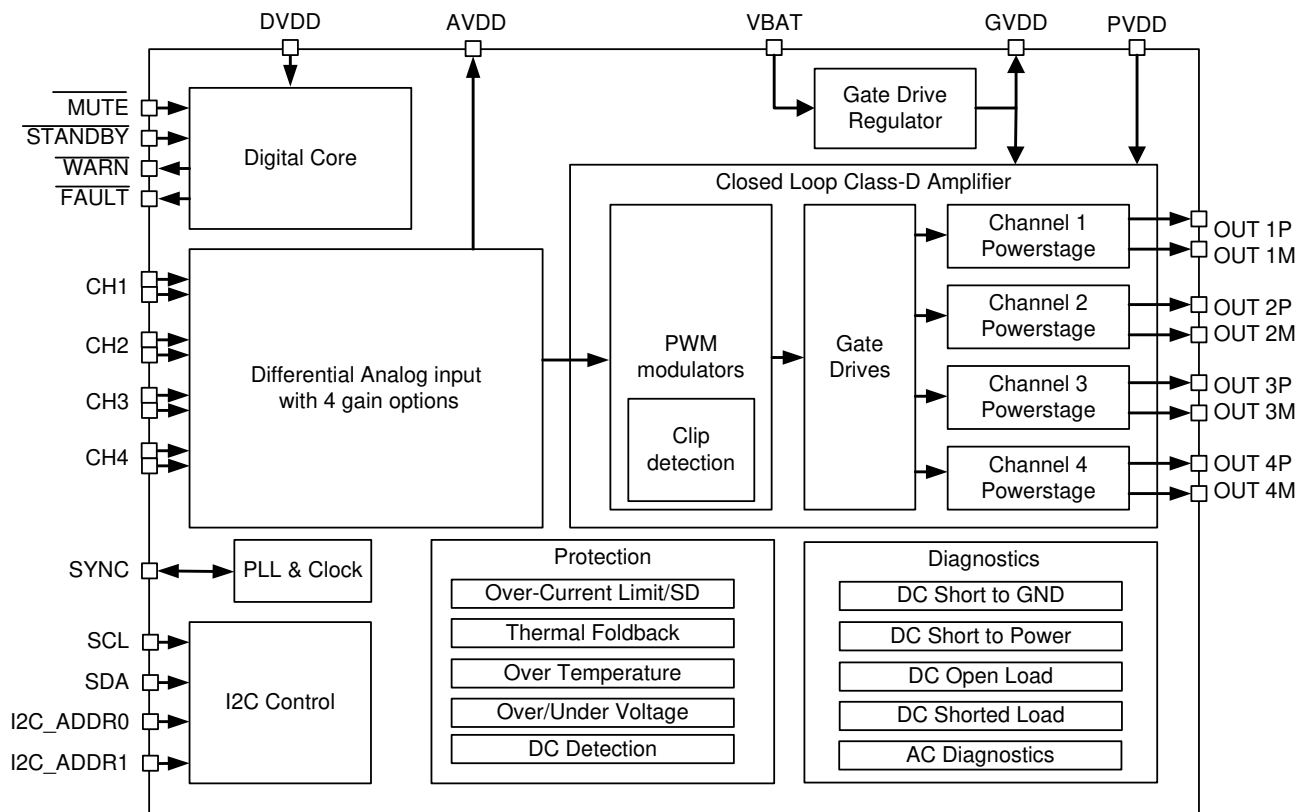 DVDD
AVDD
VBAT
GVDD
PVDD
MUTE
STANDBY
WARN
FAULT
Digital Core
Gate Drive
Regulator
Closed Loop Class-D Amplifier
CH1
CH2
CH3
CH4
Differential Analog input
with 4 gain options
PWM
modulators
Clip
detection
Gate
Drives
Channel 1
Powerstage
Channel 2
Powerstage
Channel 3
Powerstage
Channel 4
Powerstage
OUT 1P
OUT 1M
OUT 2P
OUT 2M
OUT 3P
OUT 3M
OUT 4P
OUT 4M
SYNC
PLL & Clock
SCL
SDA
I2C_ADDR0
I2C_ADDR1
I2C Control
Protection
Over-Current Limit/SD
Thermal Foldback
Over Temperature
Over/Under Voltage
DC Detection
Diagnostics
DC Short to GND
DC Short to Power
DC Open Load
DC Shorted Load
AC Diagnostics